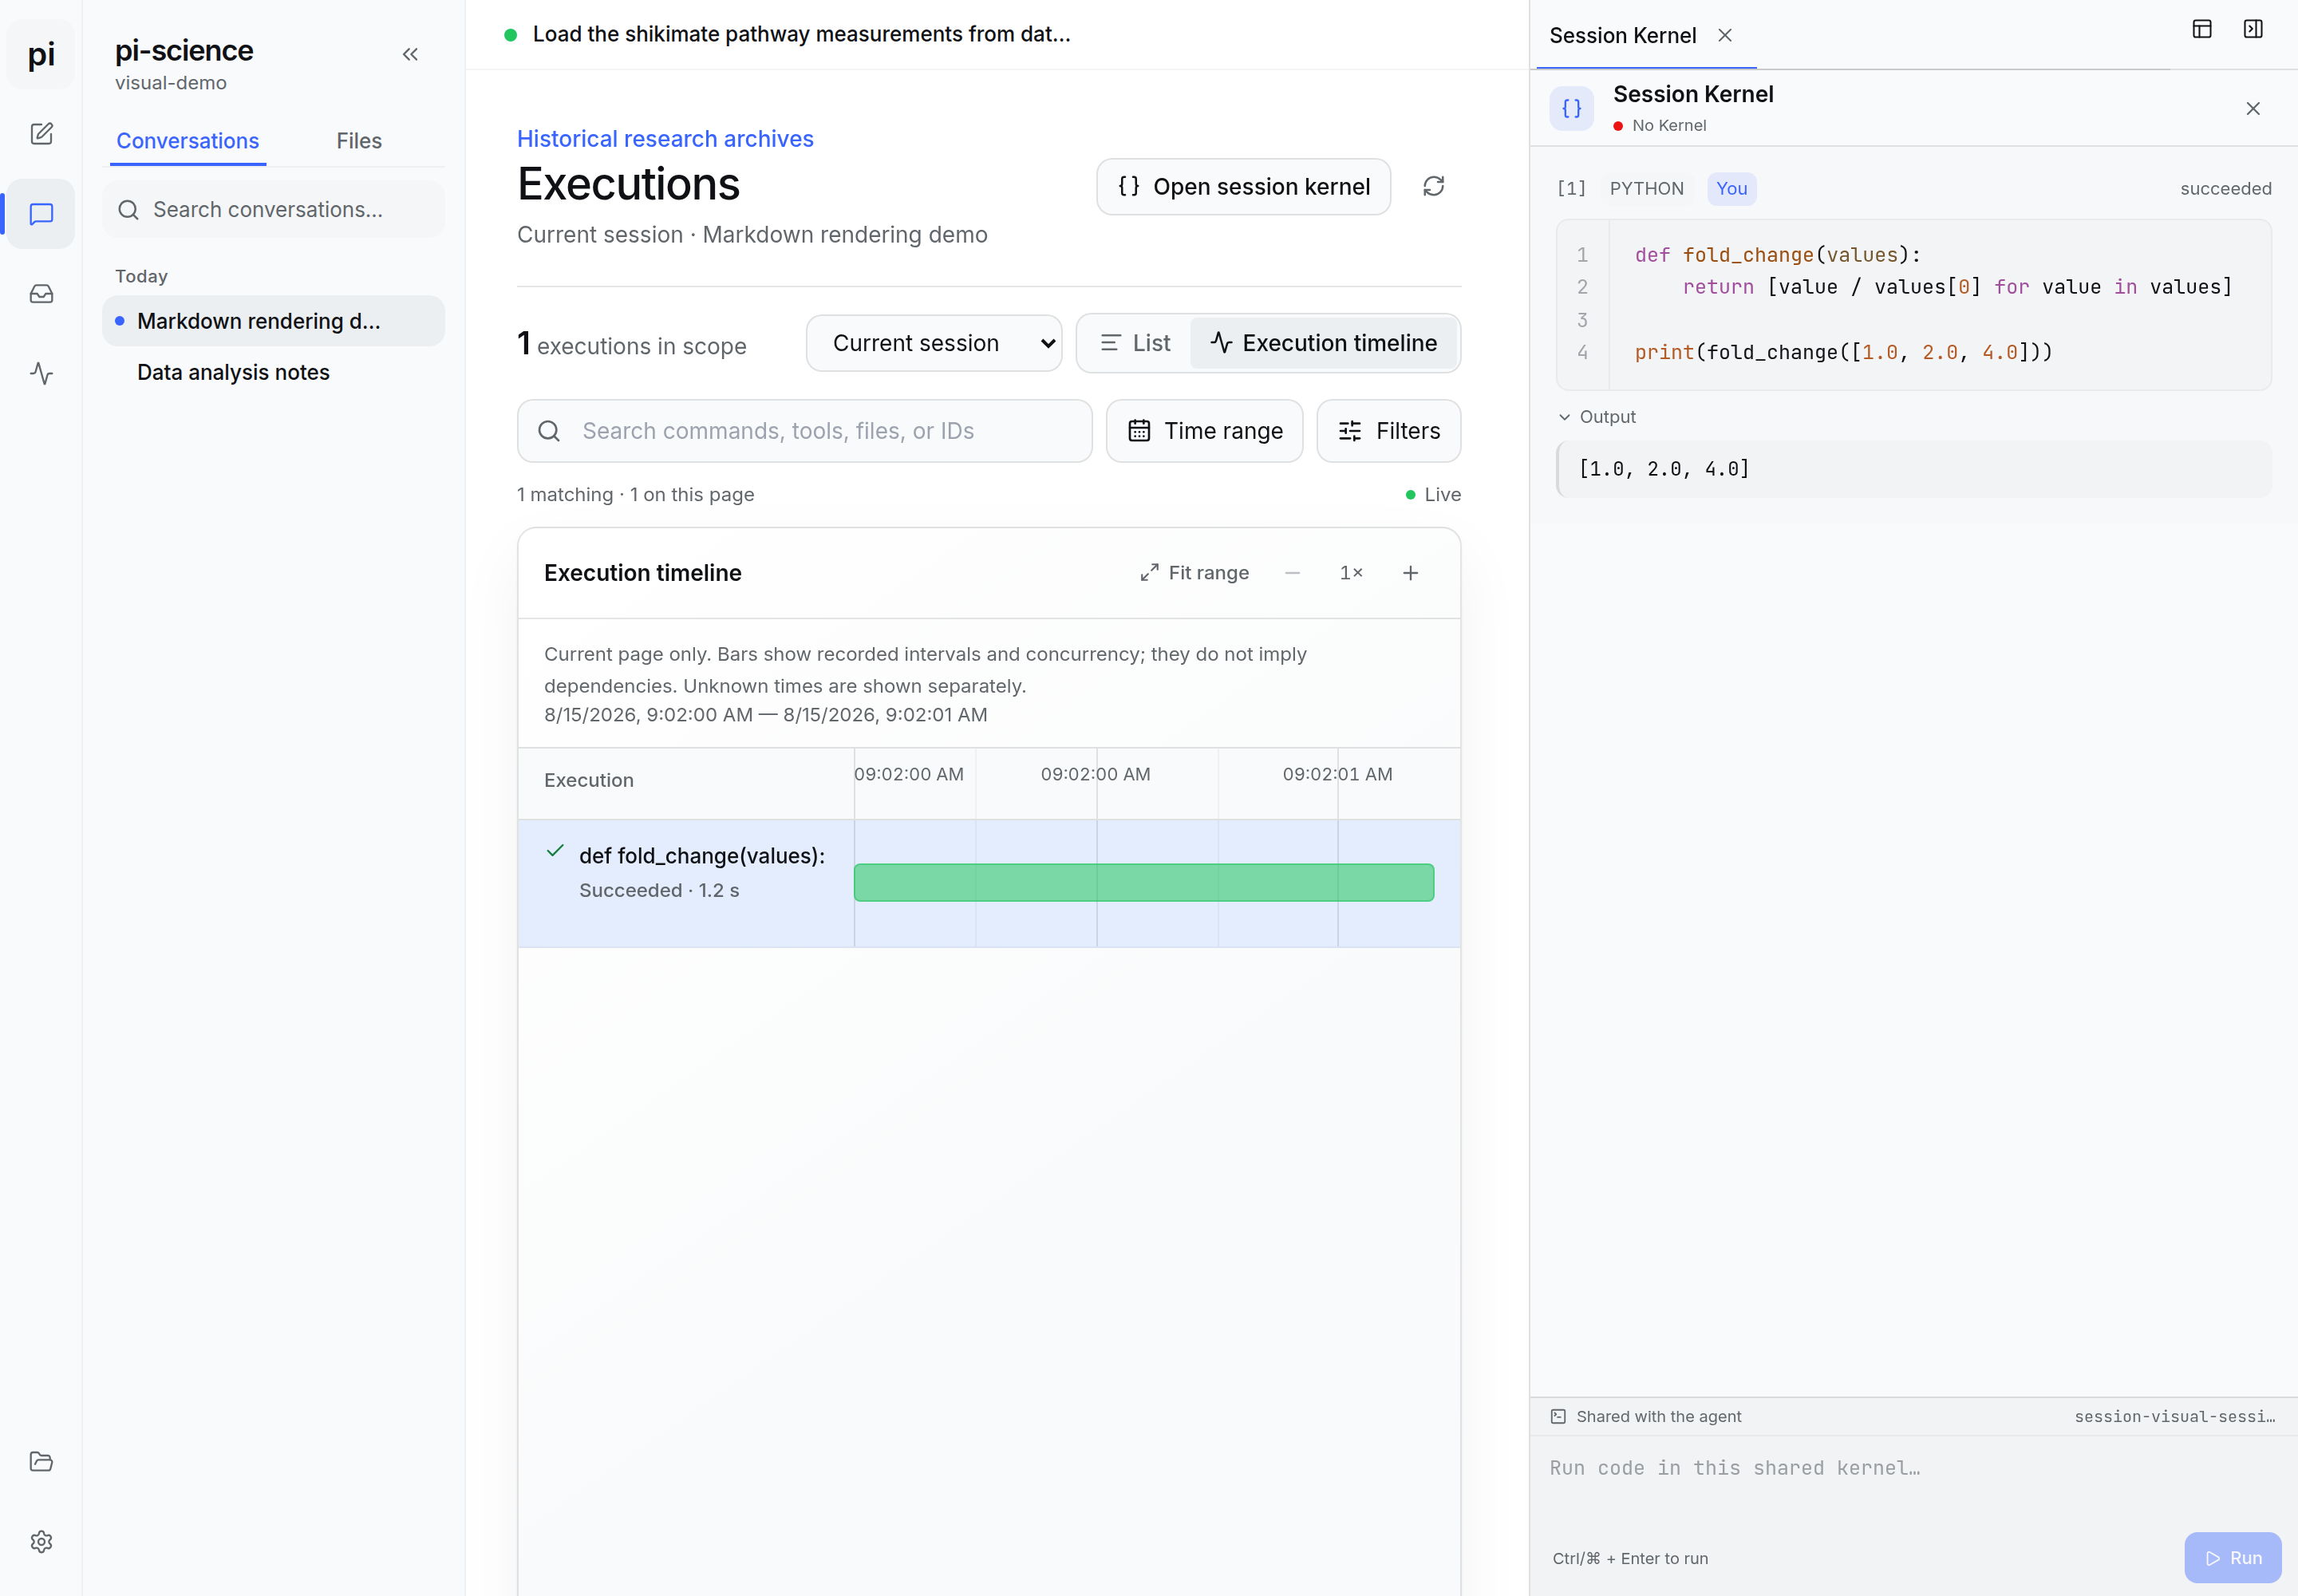 pi
pi-science
visual-demo
Conversations
Files
Search conversations...
Today
Markdown rendering d...
Data analysis notes
Load the shikimate pathway measurements from dat...
Historical research archives
Executions
Current session · Markdown rendering demo
{} Open session kernel
1 executions in scope
Current session
List
Execution timeline
Search commands, tools, files, or IDs
Time range
Filters
1 matching · 1 on this page
Live
Execution timeline
Fit range
1×
Current page only. Bars show recorded intervals and concurrency; they do not imply
dependencies. Unknown times are shown separately.
8/15/2026, 9:02:00 AM — 8/15/2026, 9:02:01 AM
Execution
09:02:00 AM
09:02:00 AM
09:02:01 AM
def fold_change(values):
Succeeded · 1.2 s
Session Kernel
{} Session Kernel
No Kernel
[1] PYTHON You
succeeded
1 def fold_change(values):
2     return [value / values[0] for value in values]
3
4 print(fold_change([1.0, 2.0, 4.0]))
Output
[1.0, 2.0, 4.0]
Shared with the agent
session-visual-sessi…
Run code in this shared kernel…
Ctrl/⌘ + Enter to run
Run